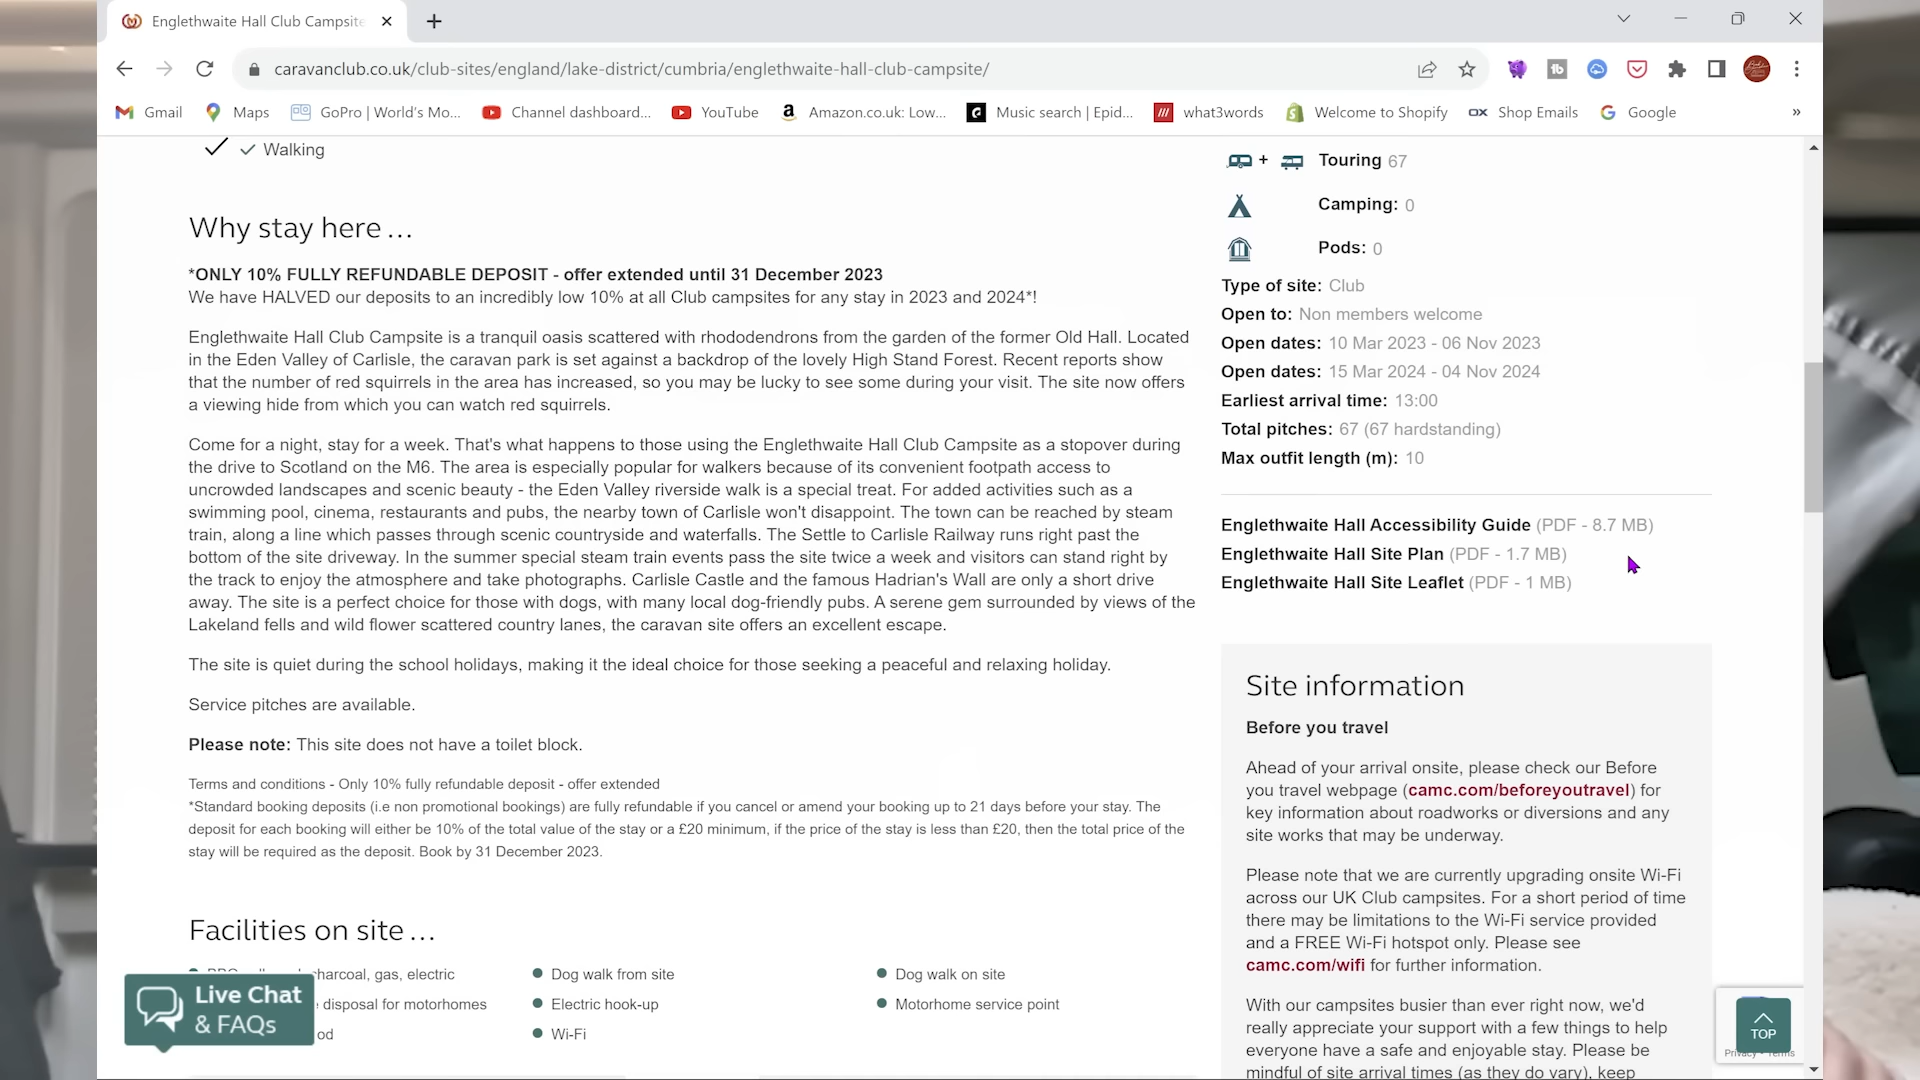 Englethwaite Hall Club Campsite
caravanclub.co.uk/club-sites/england/lake-district/cumbria/englethwaite-hall-club-campsite/
Gmail
Maps
GoPro | World's Mo...
Channel dashboard...
YouTube
Amazon.co.uk: Low...
Music search | Epid...
what3words
Welcome to Shopify
Shop Emails
Google
Walking
Why stay here ...
*ONLY 10% FULLY REFUNDABLE DEPOSIT - offer extended until 31 December 2023
We have HALVED our deposits to an incredibly low 10% at all Club campsites for any stay in 2023 and 2024*!
Englethwaite Hall Club Campsite is a tranquil oasis scattered with rhododendrons from the garden of the former Old Hall. Located
in the Eden Valley of Carlisle, the caravan park is set against a backdrop of the lovely High Stand Forest. Recent reports show
that the number of red squirrels in the area has increased, so you may be lucky to see some during your visit. The site now offers
a viewing hide from which you can watch red squirrels.
Come for a night, stay for a week. That's what happens to those using the Englethwaite Hall Club Campsite as a stopover during
the drive to Scotland on the M6. The area is especially popular for walkers because of its convenient footpath access to
uncrowded landscapes and scenic beauty - the Eden Valley riverside walk is a special treat. For added activities such as a
swimming pool, cinema, restaurants and pubs, the nearby town of Carlisle won't disappoint. The town can be reached by steam
train, along a line which passes through scenic countryside and waterfalls. The Settle to Carlisle Railway runs right past the
bottom of the site driveway. In the summer special steam train events pass the site twice a week and visitors can stand right by
the track to enjoy the atmosphere and take photographs. Carlisle Castle and the famous Hadrian's Wall are only a short drive
away. The site is a perfect choice for those with dogs, with many local dog-friendly pubs. A serene gem surrounded by views of the
Lakeland fells and wild flower scattered country lanes, the caravan site offers an excellent escape.
The site is quiet during the school holidays, making it the ideal choice for those seeking a peaceful and relaxing holiday.
Service pitches are available.
Please note: This site does not have a toilet block.
Terms and conditions - Only 10% fully refundable deposit - offer extended
*Standard booking deposits (i.e non promotional bookings) are fully refundable if you cancel or amend your booking up to 21 days before your stay. The
deposit for each booking will either be 10% of the total value of the stay or a £20 minimum, if the price of the stay is less than £20, then the total price of the
stay will be required as the deposit. Book by 31 December 2023.
Facilities on site ...
charcoal, gas, electric
disposal for motorhomes
od
Dog walk from site
Electric hook-up
Wi-Fi
Dog walk on site
Motorhome service point
Live Chat
& FAQs
+ Touring 67
Camping: 0
Pods: 0
Type of site: Club
Open to: Non members welcome
Open dates: 10 Mar 2023 - 06 Nov 2023
Open dates: 15 Mar 2024 - 04 Nov 2024
Earliest arrival time: 13:00
Total pitches: 67 (67 hardstanding)
Max outfit length (m): 10
Englethwaite Hall Accessibility Guide (PDF - 8.7 MB)
Englethwaite Hall Site Plan (PDF - 1.7 MB)
Englethwaite Hall Site Leaflet (PDF - 1 MB)
Site information
Before you travel
Ahead of your arrival onsite, please check our Before
you travel webpage (camc.com/beforeyoutravel) for
key information about roadworks or diversions and any
site works that may be underway.
Please note that we are currently upgrading onsite Wi-Fi
across our UK Club campsites. For a short period of time
there may be limitations to the Wi-Fi service provided
and a FREE Wi-Fi hotspot only. Please see
camc.com/wifi for further information.
With our campsites busier than ever right now, we'd
really appreciate your support with a few things to help
everyone have a safe and enjoyable stay. Please be
mindful of site arrival times (as they do vary), keep
TOP
Privacy - Terms